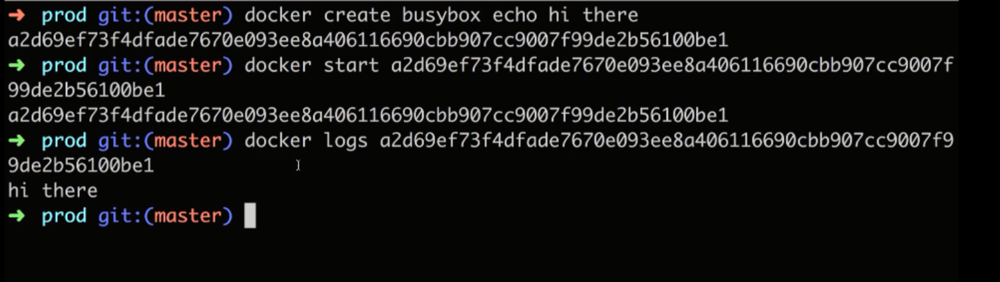 ➜ prod git:(master) docker create busybox echo hi there
a2d69ef73f4dfade7670e093ee8a406116690cbb907cc9007f99de2b56100be1
➜ prod git:(master) docker start a2d69ef73f4dfade7670e093ee8a406116690cbb907cc9007f
99de2b56100be1
a2d69ef73f4dfade7670e093ee8a406116690cbb907cc9007f99de2b56100be1
➜ prod git:(master) docker logs a2d69ef73f4dfade7670e093ee8a406116690cbb907cc9007f9
9de2b56100be1
hi there
➜ prod git:(master)